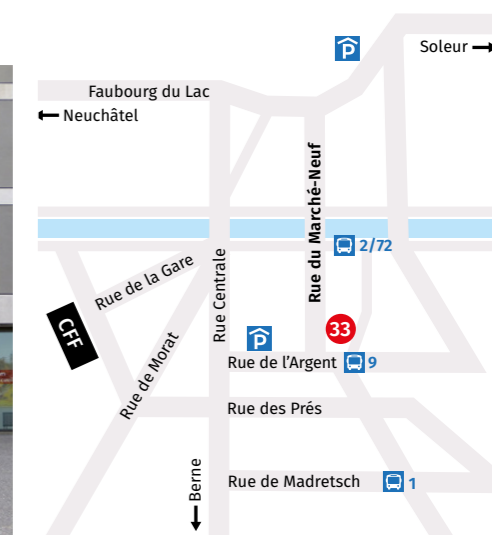 P
Soleur
Faubourg du Lac
Neuchâtel
Rue du Marché-Neuf
2/72
Rue de la Gare
Rue Centrale
CFF
Rue de Morat
P
33
Rue de l’Argent
9
Rue des Prés
Berne
Rue de Madretsch
1